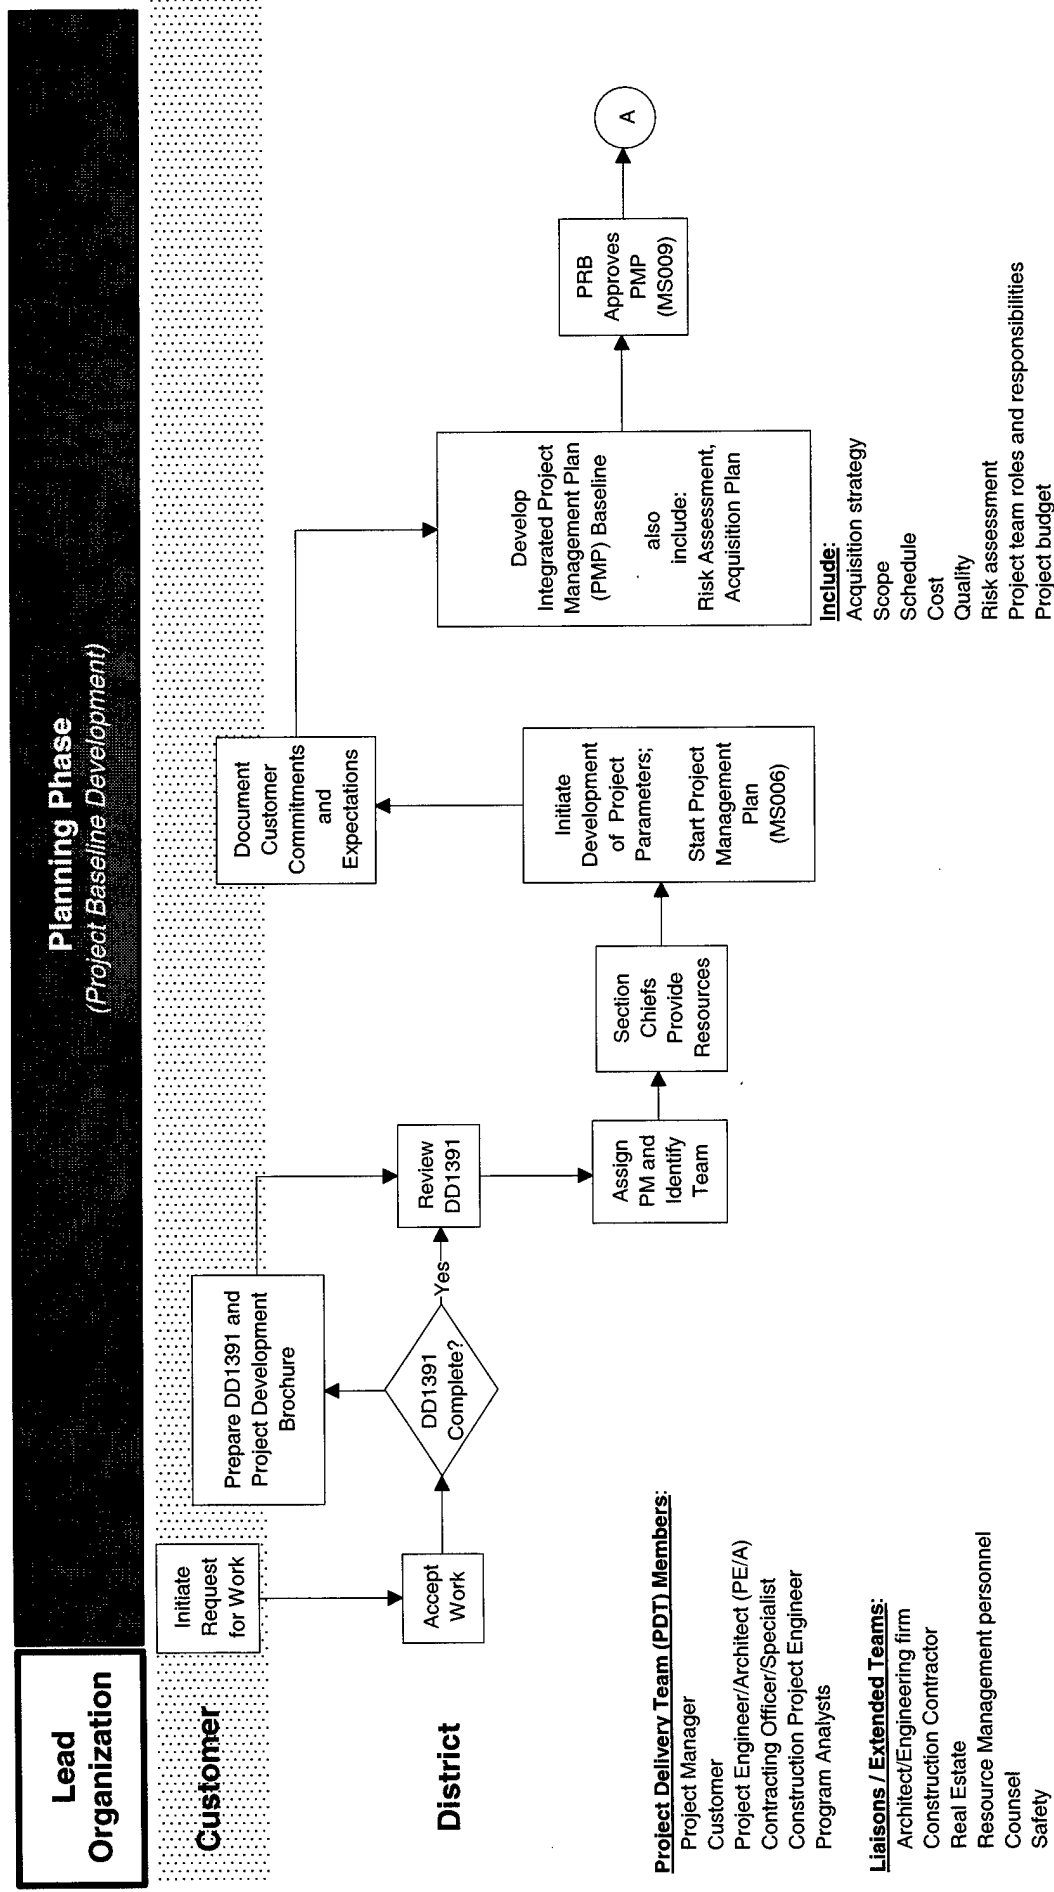 Lead
Organization
Planning Phase
(Project Baseline Development)
Customer
Initiate
Request
for Work
Prepare DD1391 and
Project Development
Brochure
Document
Customer
Commitments
and
Expectations
District
Accept
Work
DD1391
Complete?
Yes
Review
DD1391
Assign
PM and
Identify
Team
Section
Chiefs
Provide
Resources
Initiate
Development
of Project
Parameters;
Start Project
Management
Plan
(MS006)
Develop
Integrated Project
Management Plan
(PMP) Baseline
also
include:
Risk Assessment,
Acquisition Plan
PRB
Approves
PMP
(MS009)
A
Project Delivery Team (PDT) Members:
Project Manager
Customer
Project Engineer/Architect (PE/A)
Contracting Officer/Specialist
Construction Project Engineer
Program Analysts
Liaisons / Extended Teams:
Architect/Engineering firm
Construction Contractor
Real Estate
Resource Management personnel
Counsel
Safety
Include:
Acquisition strategy
Scope
Schedule
Cost
Quality
Risk assessment
Project team roles and responsibilities
Project budget